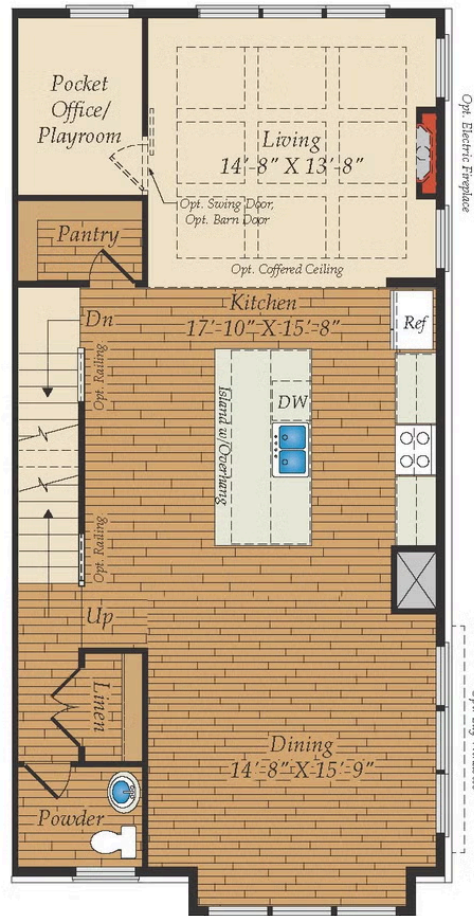 Pocket
Office/
Playroom
Living
14'-8" X 13'-8"
Opt. Electric Fireplace
Opt. Swing Door,
Opt. Barn Door
Pantry
Opt. Coffered Ceiling
Kitchen
17'-10" X 15'-8"
Dn
Ref
Opt. Railing
Island w/Overhang
DW
Opt. Railing
Up
Linen
Dining
14'-8" X 15'-9"
Powder